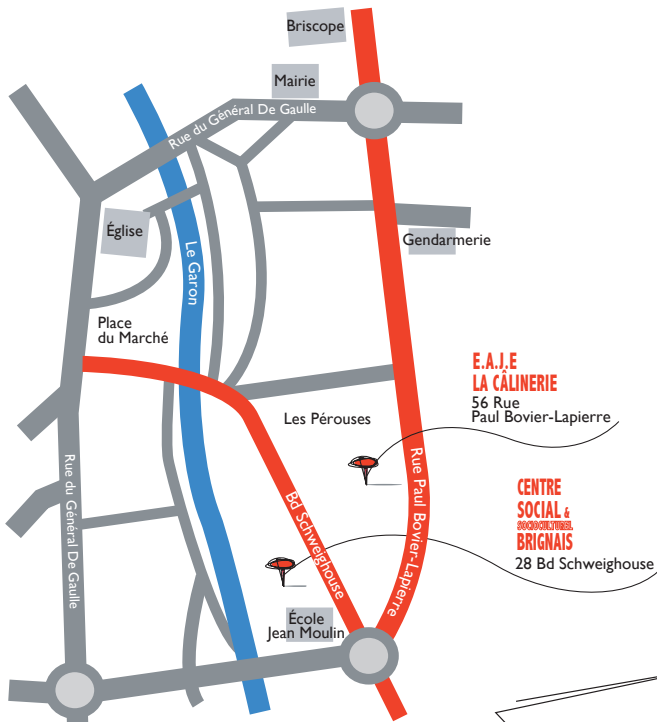 Briscope
Mairie
Rue du Général De Gaulle
Église
Gendarmerie
Le Garon
Place
du Marché
E.A.J.E
LA CÂLINERIE
56 Rue
Paul Bovier-Lapierre
Les Pérouses
Rue Paul Bovier-Lapierre
Bd Schweighouse
Rue du Général De Gaulle
CENTRE
SOCIAL &
SOCIOCULTUREL
BRIGNAIS
28 Bd Schweighouse
École
Jean Moulin